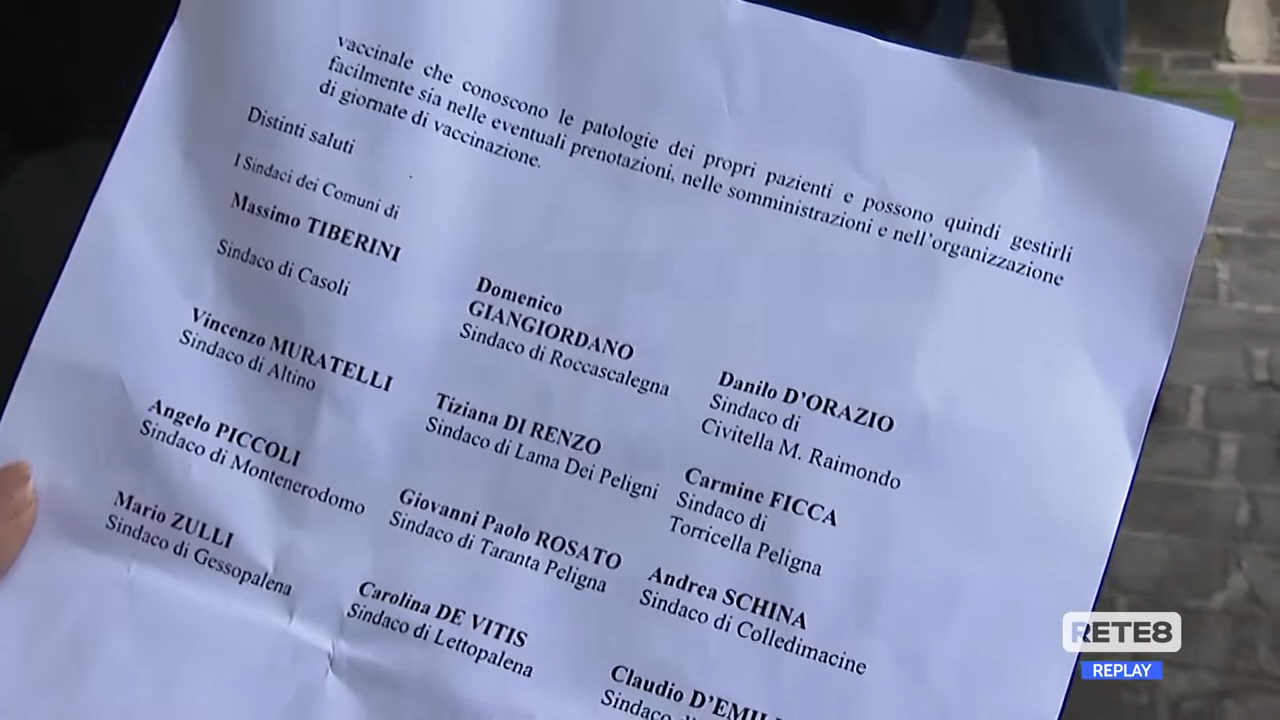 vaccinale che conoscono le patologie dei propri pazienti e possono quindi gestirli
facilmente sia nelle eventuali prenotazioni, nelle somministrazioni e nell'organizzazione
di giornate di vaccinazione.
Distinti saluti
I Sindaci dei Comuni di
Massimo TIBERINI
Sindaco di Casoli
Vincenzo MURATELLI
Sindaco di Altino
Angelo PICCOLI
Sindaco di Montenerodomo
Mario ZULLI
Sindaco di Gessopalena
Domenico
GIANGIORDANO
Sindaco di Roccascalegna
Tiziana DI RENZO
Sindaco di Lama Dei Peligni
Giovanni Paolo ROSATO
Sindaco di Taranta Peligna
Carolina DE VITIS
Sindaco di Lettopalena
Danilo D'ORAZIO
Sindaco di
Civitella M. Raimondo
Carmine FICCA
Sindaco di
Torricella Peligna
Andrea SCHINA
Sindaco di Colledimacine
Claudio
Sindaco
RETE8
REPLAY